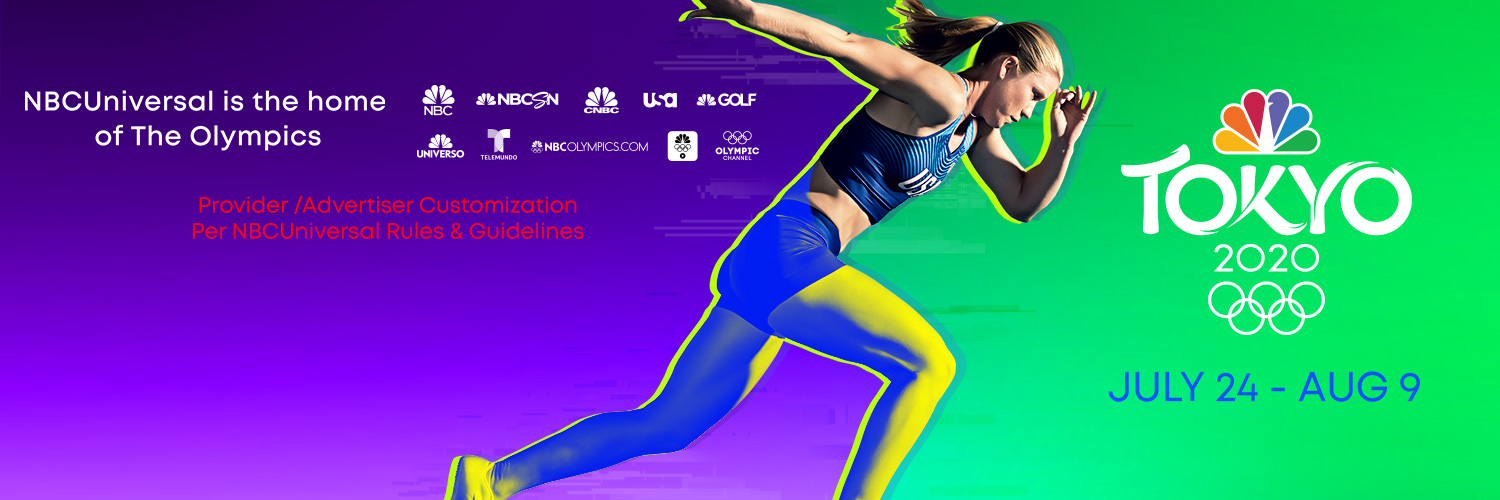 NBCUniversal is the home
of The Olympics
NBC
NBCSN
CNBC
USA
GOLF
UNIVERSO
TELEMUNDO
NBCOLYMPICS.COM
OLYMPIC
CHANNEL
Provider /Advertiser Customization
Per NBCUniversal Rules & Guidelines
USA
TOKYO
2020
JULY 24 - AUG 9